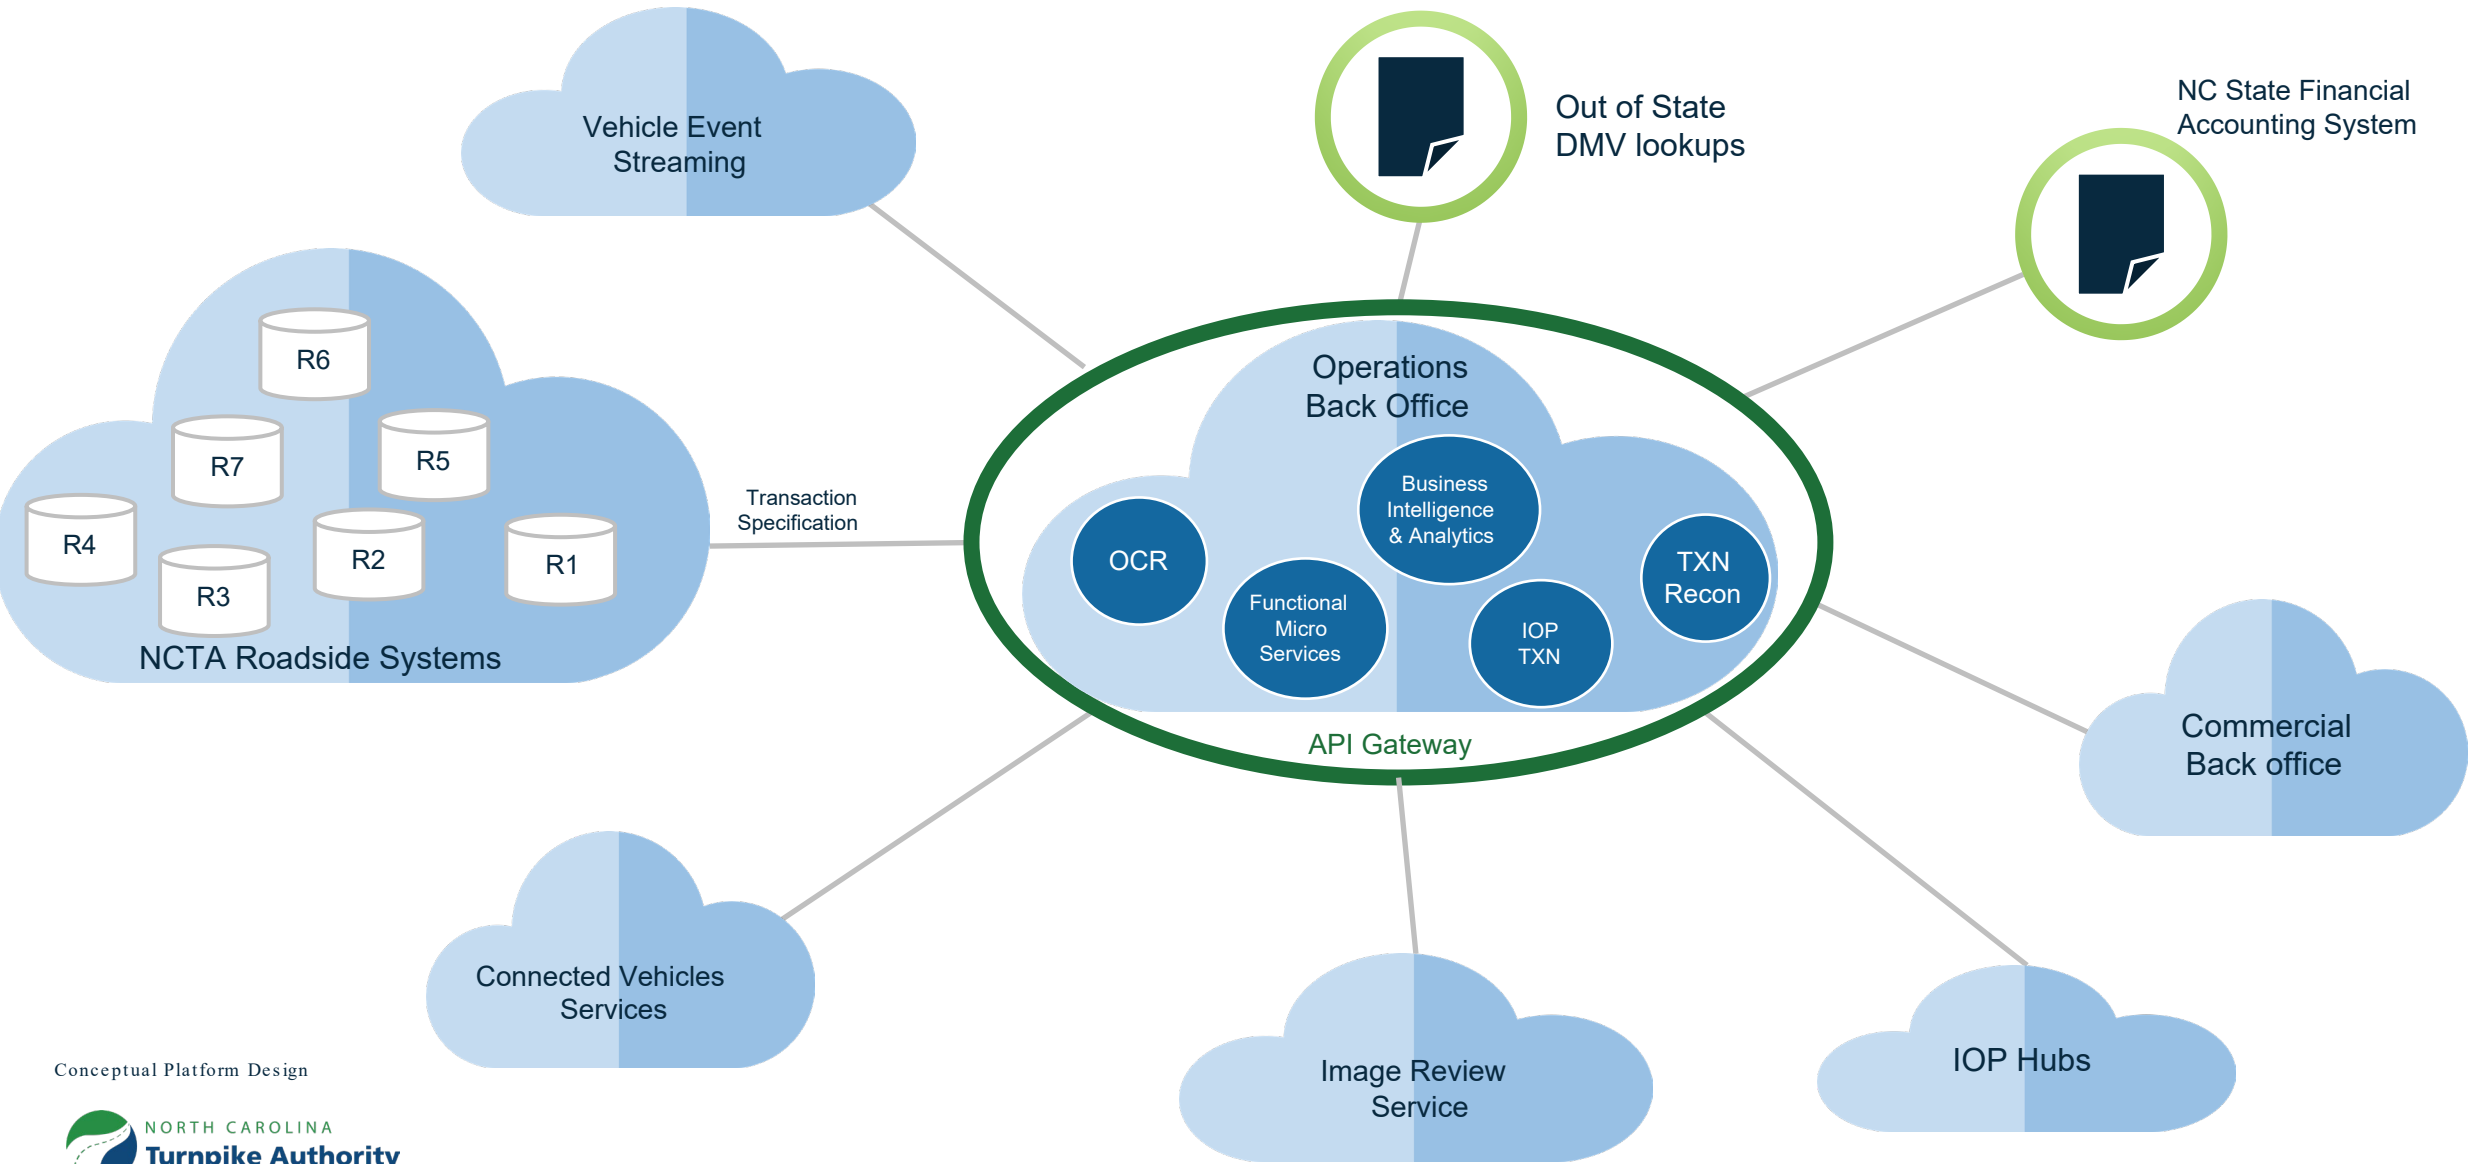 Vehicle Event
Streaming
Out of State
DMV lookups
NC State Financial
Accounting System
R6
R7
R5
R4
R3
R2
R1
NCTA Roadside Systems
Transaction
Specification
Operations
Back Office
OCR
Functional
Micro
Services
Business
Intelligence
& Analytics
IOP
TXN
TXN
Recon
API Gateway
Commercial
Back office
Connected Vehicles
Services
Image Review
Service
IOP Hubs
Conceptual Platform Design
NORTH CAROLINA
Turnpike Authority